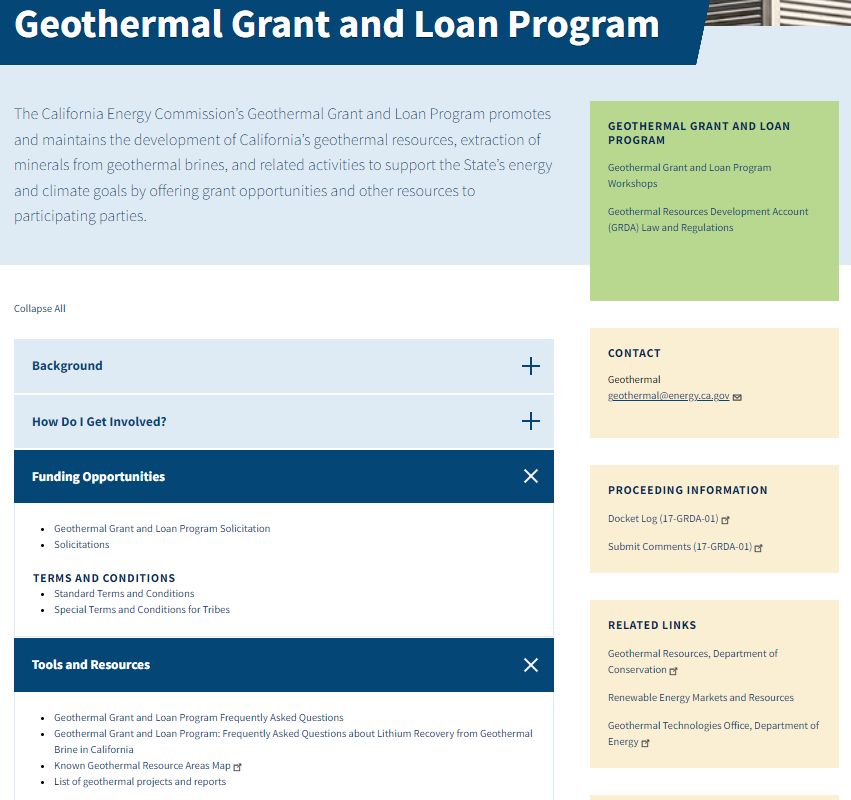 Geothermal Grant and Loan Program
The California Energy Commission's Geothermal Grant and Loan Program promotes
and maintains the development of California's geothermal resources, extraction of
minerals from geothermal brines, and related activities to support the State's energy
and climate goals by offering grant opportunities and other resources to
participating parties.
Collapse All
Background
How Do I Get Involved?
Funding Opportunities
Geothermal Grant and Loan Program Solicitation
Solicitations
TERMS AND CONDITIONS
Standard Terms and Conditions
Special Terms and Conditions for Tribes
Tools and Resources
Geothermal Grant and Loan Program Frequently Asked Questions
Geothermal Grant and Loan Program: Frequently Asked Questions about Lithium Recovery from Geothermal
Brine in California
Known Geothermal Resource Areas Map
List of geothermal projects and reports
GEOTHERMAL GRANT AND LOAN
PROGRAM
Geothermal Grant and Loan Program
Workshops
Geothermal Resources Development Account
(GRDA) Law and Regulations
CONTACT
Geothermal
geothermal@energy.ca.gov
PROCEEDING INFORMATION
Docket Log (17-GRDA-01)
Submit Comments (17-GRDA-01)
RELATED LINKS
Geothermal Resources, Department of
Conservation
Renewable Energy Markets and Resources
Geothermal Technologies Office, Department of
Energy